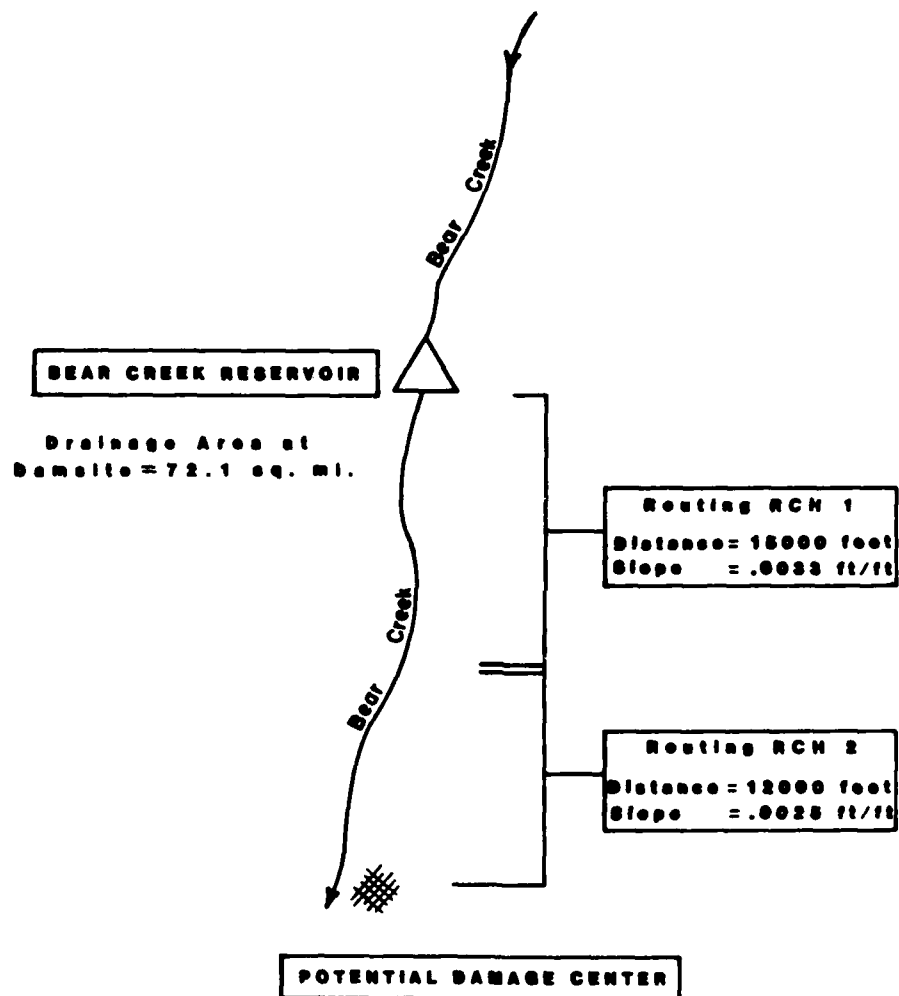 Bear Creek
BEAR CREEK RESERVOIR
Drainage Area at
Damsite = 72.1 sq. mi.
Routing RCH 1
Distance = 15000 feet
Slope = .0033 ft/ft
Bear Creek
Routing RCH 2
Distance = 12000 feet
Slope = .0025 ft/ft
POTENTIAL DAMAGE CENTER